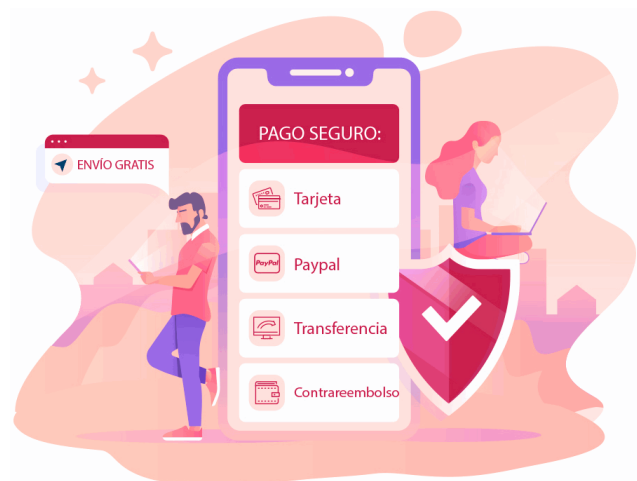 PAGO SEGURO:
ENVÍO GRATIS
Tarjeta
PayPal
Paypal
Transferencia
Contrareembolso